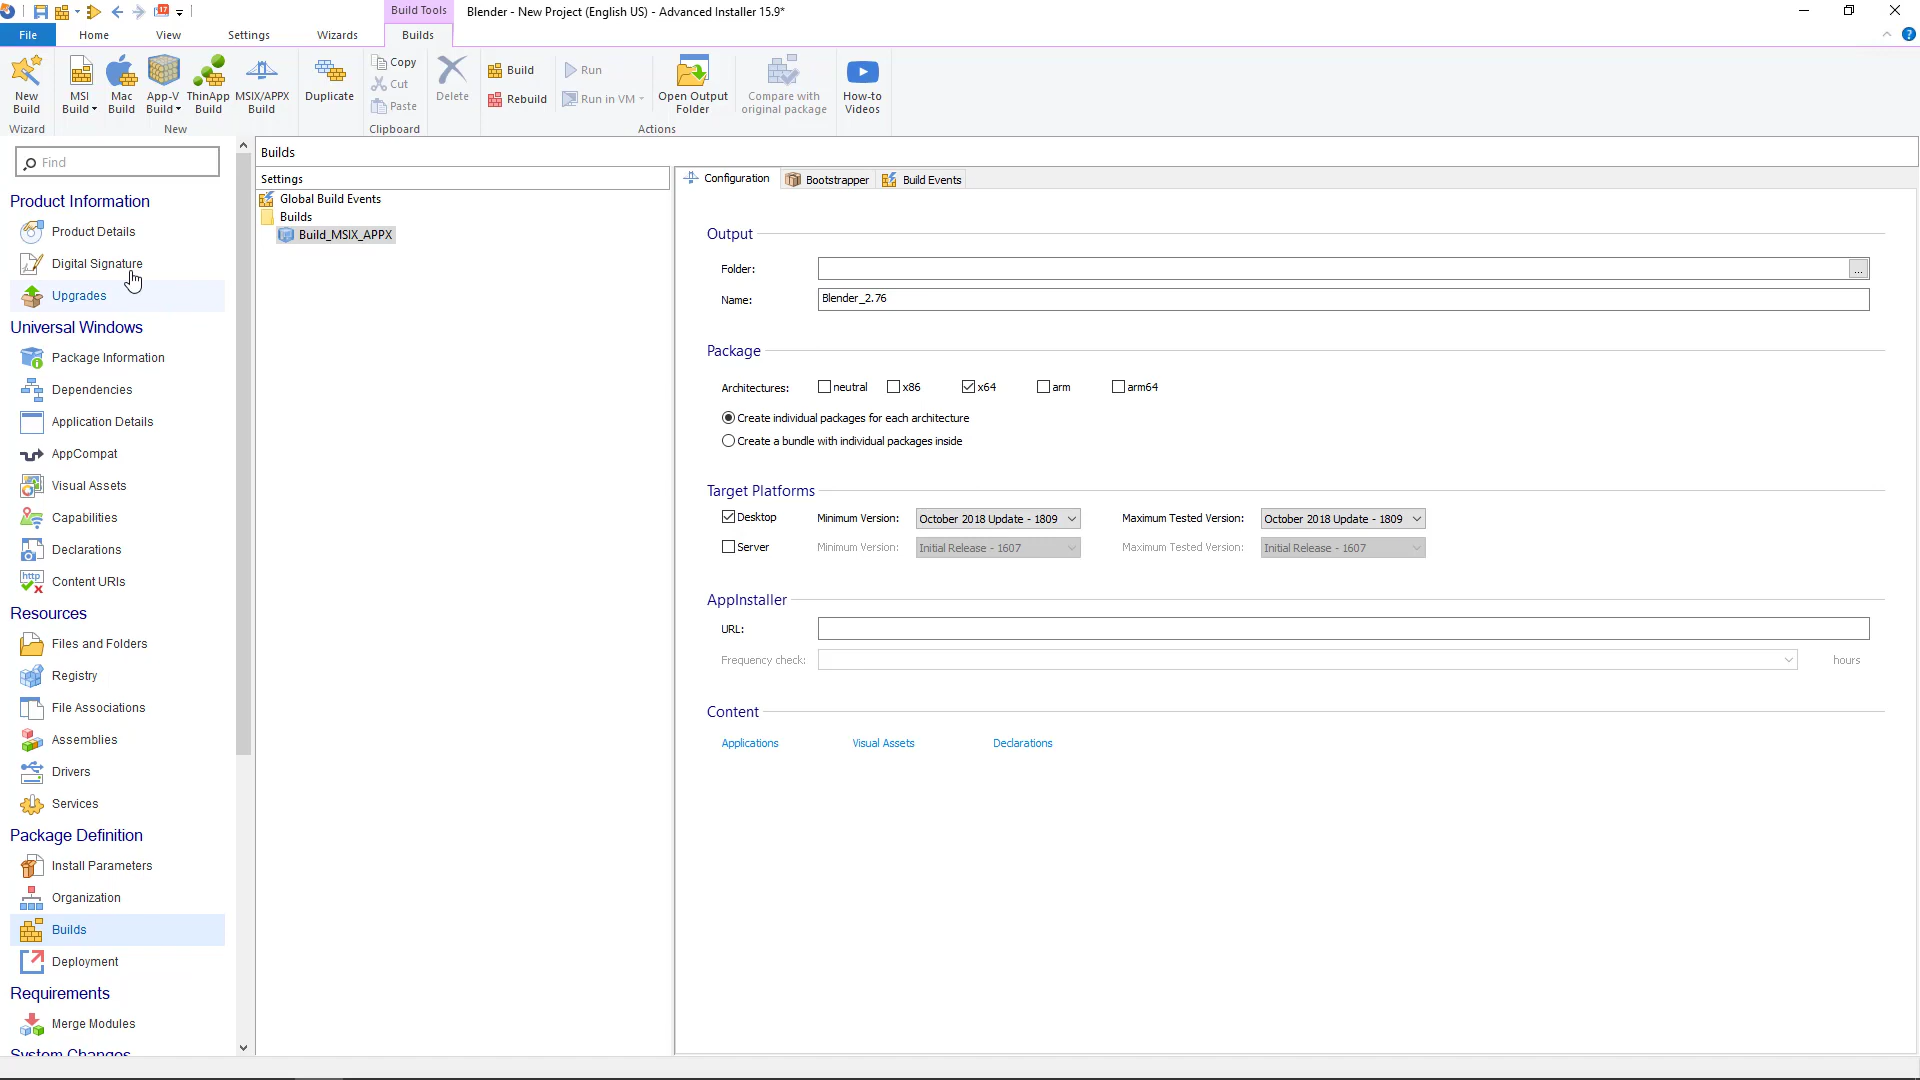 17
Build Tools
Blender - New Project (English US) - Advanced Installer 15.9*
File Home View Settings Wizards Builds
New Build
MSI Build
Mac Build
App-V Build
ThinApp Build
MSIX/APPX Build
Duplicate
Copy
Cut
Paste
Delete
Build
Rebuild
Run
Run in VM
Open Output Folder
Compare with original package
How-to Videos
Wizard New Clipboard Actions
Find
Product Information
Product Details
Digital Signature
Upgrades
Universal Windows
Package Information
Dependencies
Application Details
AppCompat
Visual Assets
Capabilities
Declarations
http
Content URIs
Resources
Files and Folders
Registry
File Associations
Assemblies
Drivers
Services
Package Definition
Install Parameters
Organization
Builds
Deployment
Requirements
Merge Modules
System Changes
Builds
Settings
Global Build Events
Builds
Build_MSIX_APPX
Configuration Bootstrapper Build Events
Output
Folder: ...
Name: Blender_2.76
Package
Architectures: neutral x86 x64 arm arm64
Create individual packages for each architecture
Create a bundle with individual packages inside
Target Platforms
Desktop Minimum Version: October 2018 Update - 1809 Maximum Tested Version: October 2018 Update - 1809
Server Minimum Version: Initial Release - 1607 Maximum Tested Version: Initial Release - 1607
AppInstaller
URL:
Frequency check: hours
Content
Applications Visual Assets Declarations